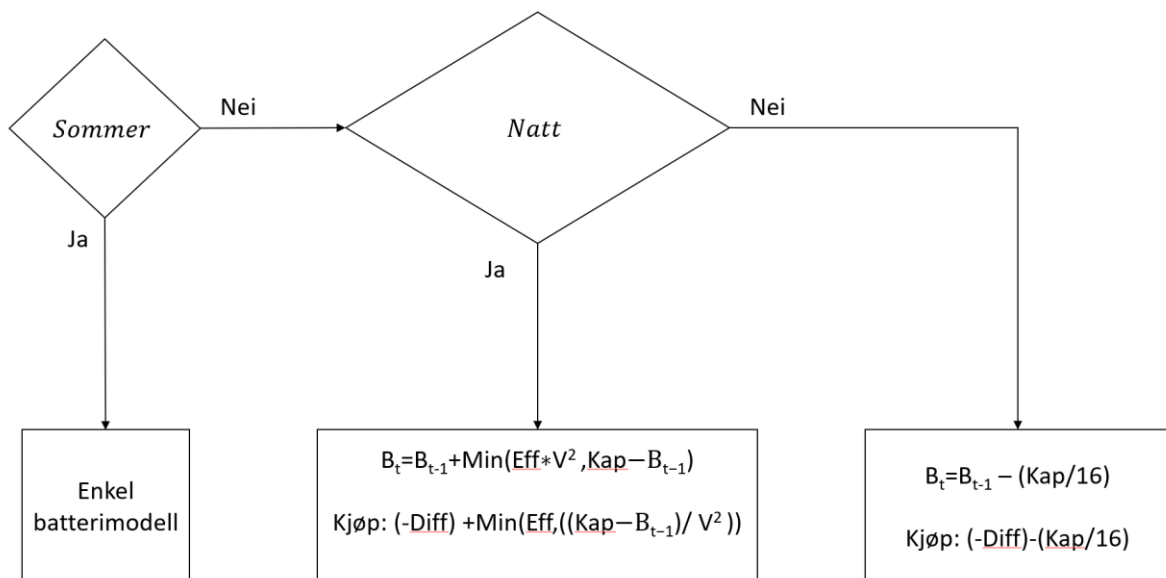 Sommer
Nei
Natt
Nei
Ja
Ja
Enkel
batterimodell
Bₜ=Bₜ₋₁+Min(Eff∗V² ,Kap−Bₜ₋₁)
Kjøp: (-Diff) +Min(Eff,((Kap−Bₜ₋₁)/ V² ))
Bₜ=Bₜ₋₁ – (Kap/16)
Kjøp: (-Diff)-(Kap/16)